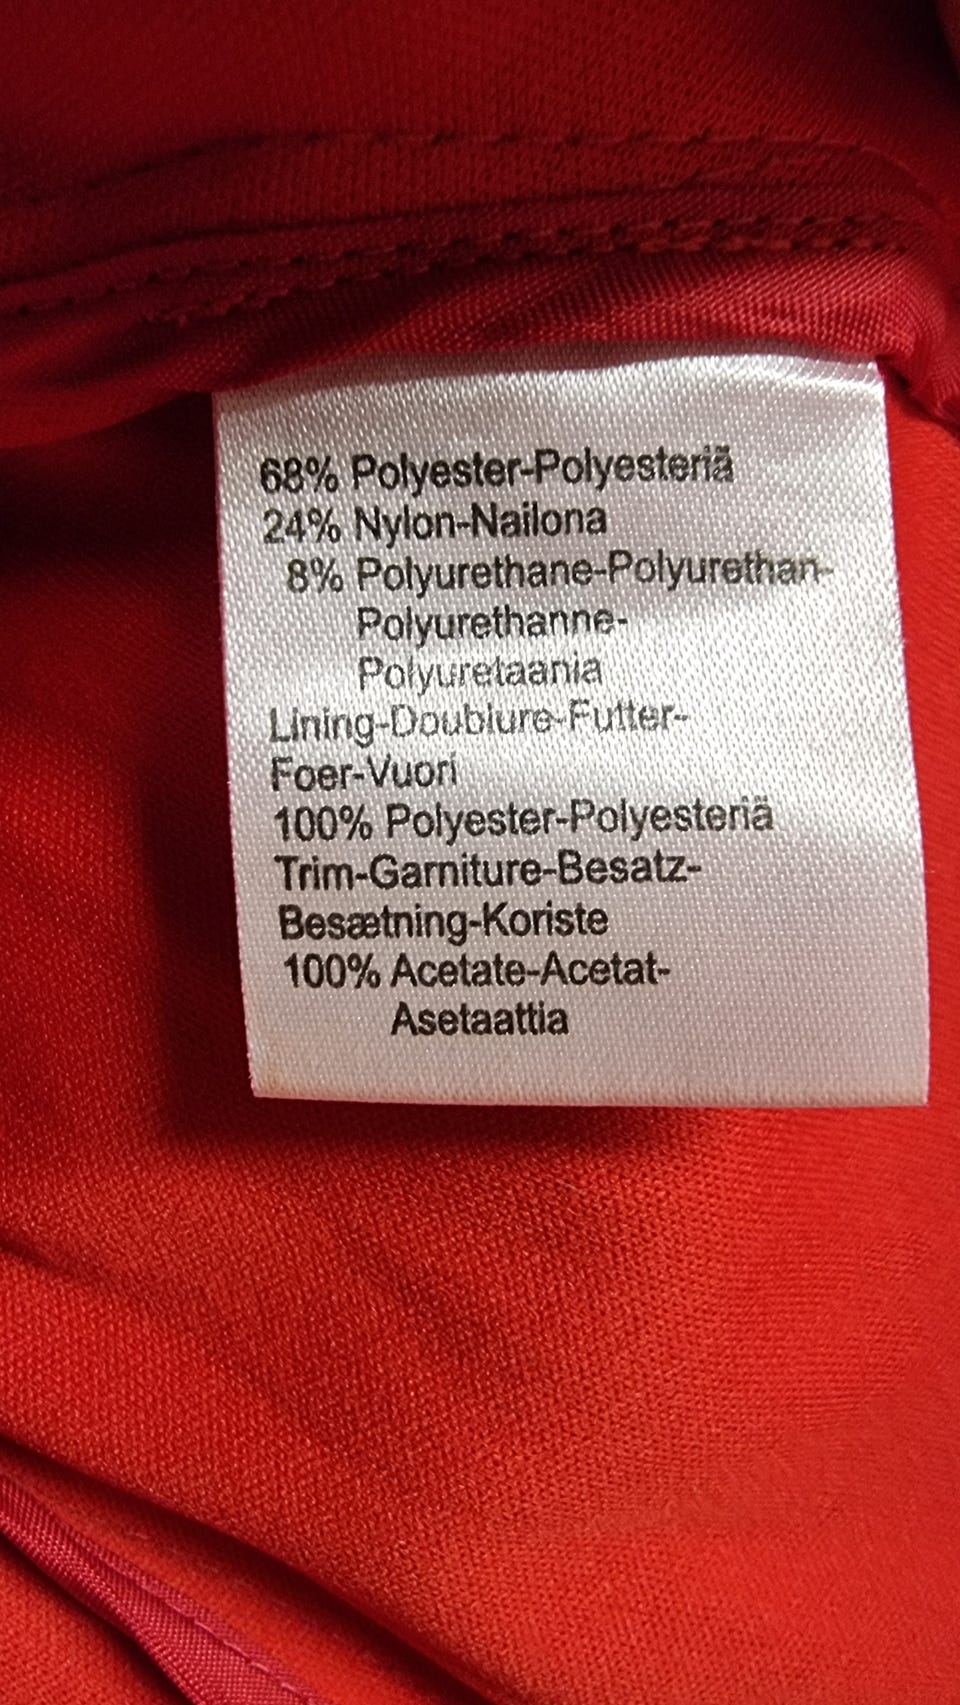 68% Polyester-Polyesteriä
24% Nylon-Nailona
8% Polyurethane-Polyurethan-
Polyurethanne-
Polyuretaania
Lining-Doublure-Futter-
Foer-Vuori
100% Polyester-Polyesteriä
Trim-Garniture-Besatz-
Besætning-Koriste
100% Acetate-Acetat-
Asetaattia